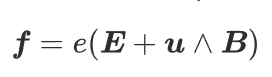 f = e(E + u ∧ B)